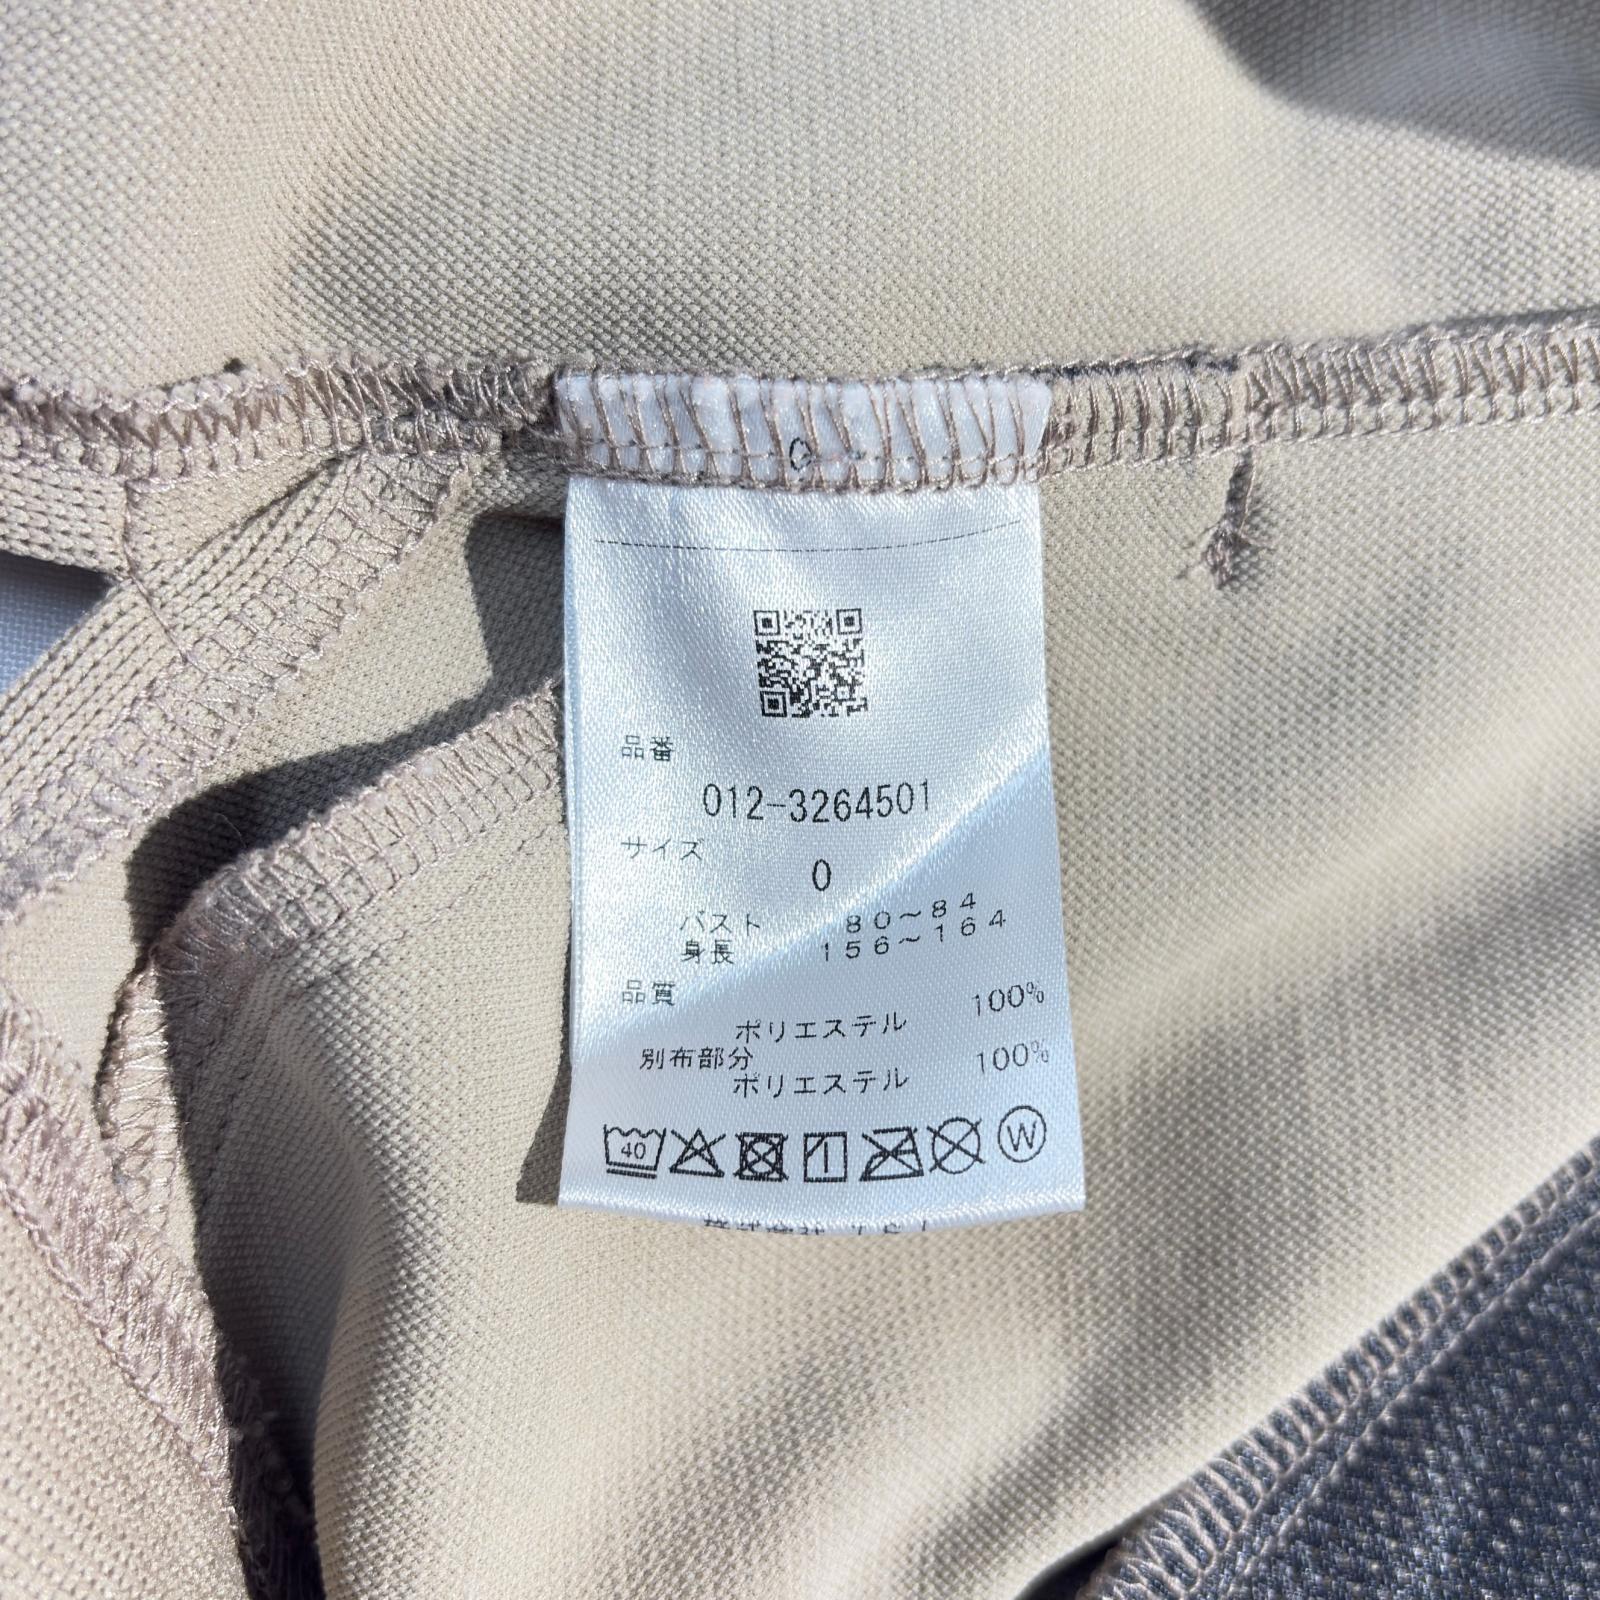 品番
012-3264501
サイズ
0
バスト 80～84
身長 156～164
品質
ポリエステル 100%
別布部分
ポリエステル 100%
40
W